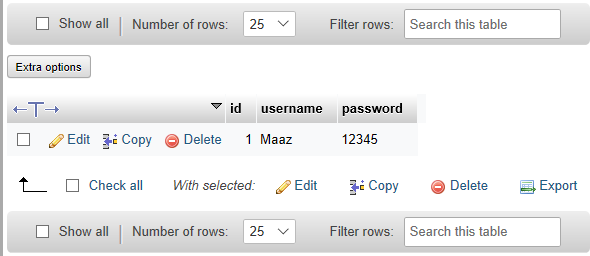 Show all Number of rows: 25 Filter rows: Search this table
Extra options
←T→ id username password
Edit Copy Delete 1 Maaz 12345
Check all With selected: Edit Copy Delete Export
Show all Number of rows: 25 Filter rows: Search this table